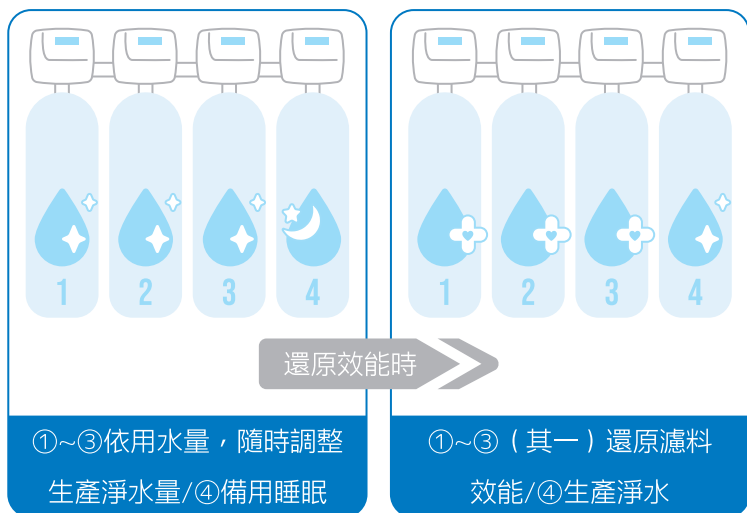 1 2 3 4
1 2 3 4
還原效能時
①~③依用水量，隨時調整
生產淨水量/④備用睡眠
①~③（其一）還原濾料
效能/④生產淨水